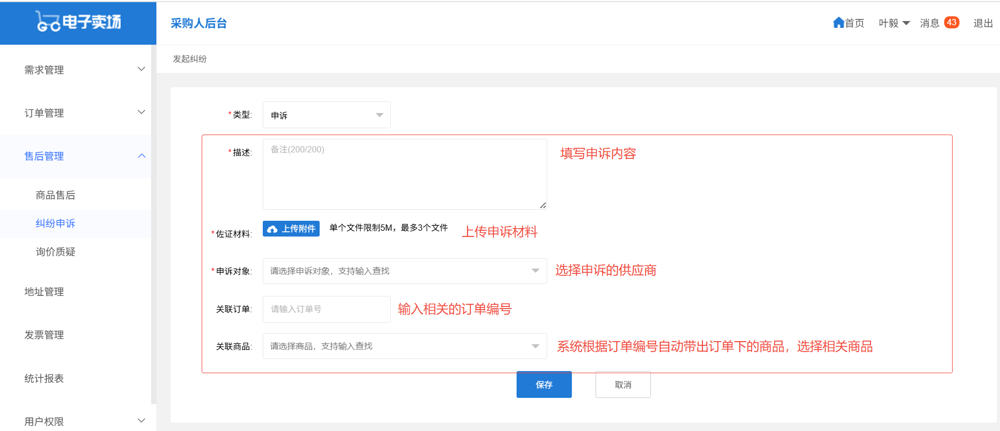 GC电子卖场
采购人后台
首页 叶毅 消息 43 退出
发起纠纷
需求管理
订单管理
售后管理
商品售后
纠纷申诉
询价质疑
地址管理
发票管理
统计报表
用户权限
*类型: 申诉
*描述: 备注(200/200) 填写申诉内容
*佐证材料: 上传附件 单个文件限制5M，最多3个文件 上传申诉材料
*申诉对象: 请选择申诉对象，支持输入查找 选择申诉的供应商
关联订单: 请输入订单号 输入相关的订单编号
关联商品: 请选择商品，支持输入查找 系统根据订单编号自动带出订单下的商品，选择相关商品
保存 取消